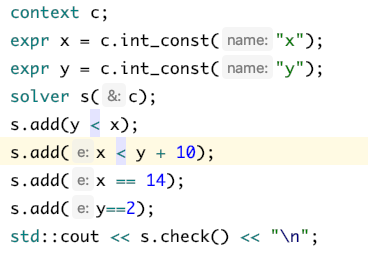 context c;
expr x = c.int_const( name: "x");
expr y = c.int_const( name: "y");
solver s( &: c);
s.add(y < x);
s.add( e: x < y + 10);
s.add( e: x == 14);
s.add( e: y==2);
std::cout << s.check() << "\n";